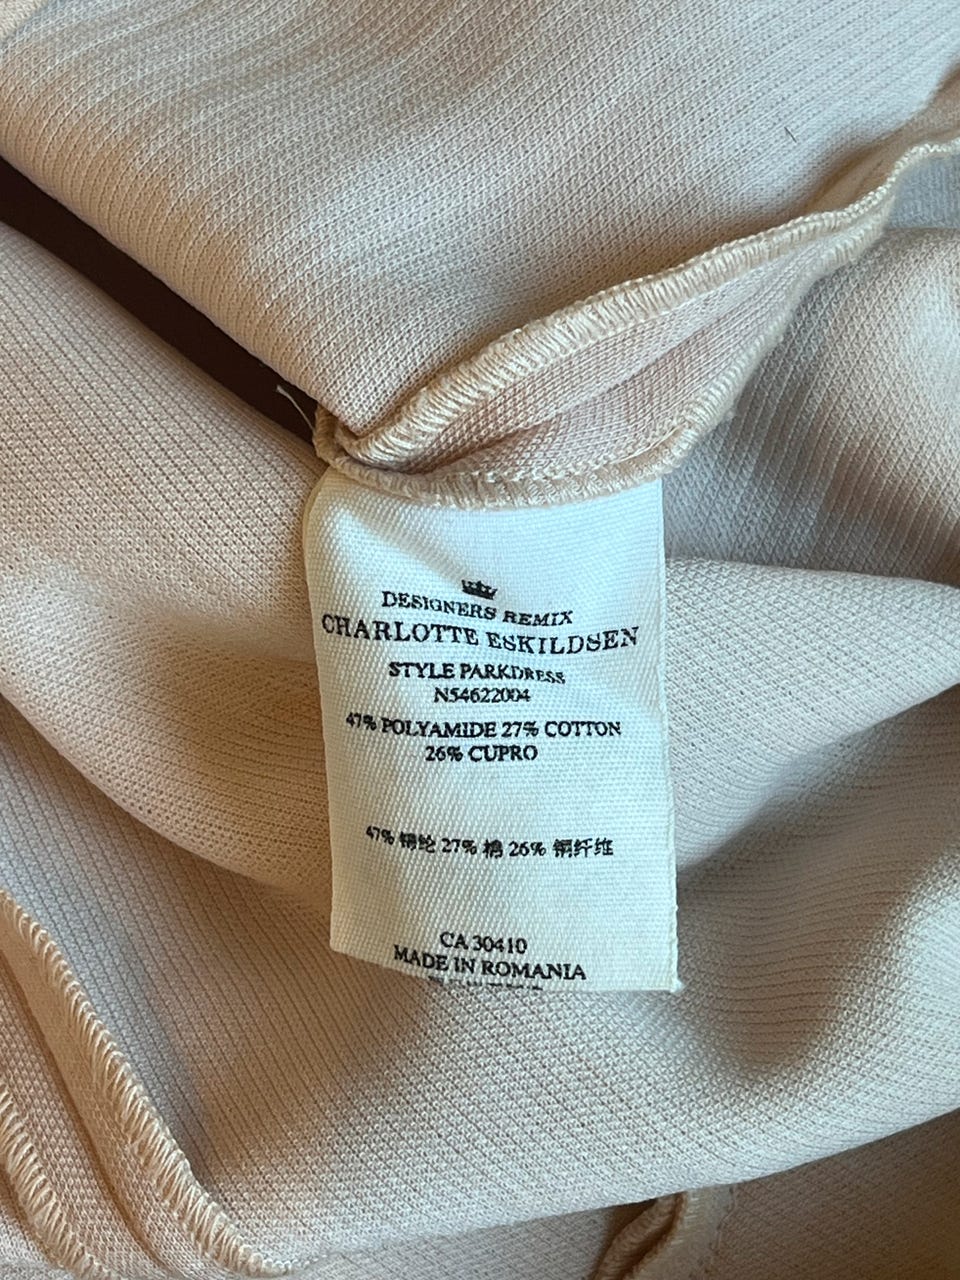 DESIGNERS REMIX
CHARLOTTE ESKILDSEN
STYLE PARKDRESS
N54622004
47% POLYAMIDE 27% COTTON
26% CUPRO
47% 锦纶 27% 棉 26% 铜纤维
CA 30410
MADE IN ROMANIA